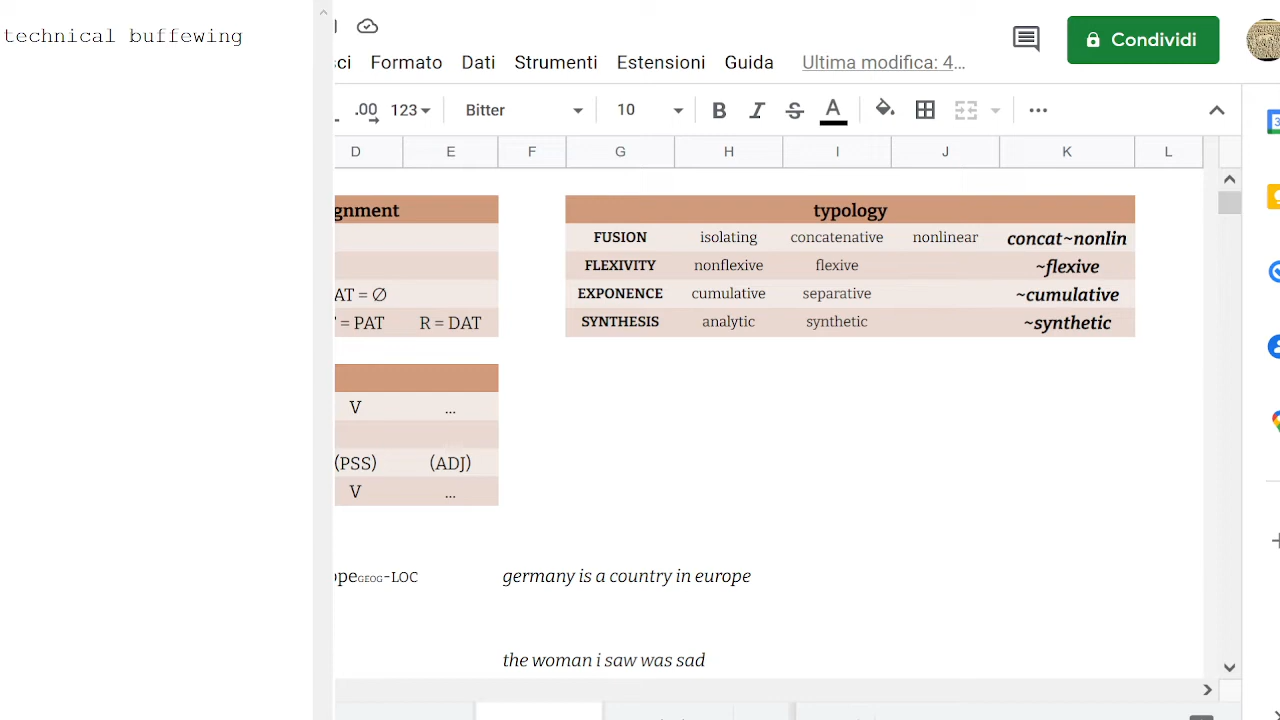 technical buffewing
ci Formato Dati Strumenti Estensioni Guida Ultima modifica: 4...
Condividi
.00 123 Bitter 10 B I S A
D E F G H I J K L
gnment typology
FUSION isolating concatenative nonlinear concat~nonlin
FLEXIVITY nonflexive flexive ~flexive
AT = ∅ EXPONENCE cumulative separative ~cumulative
= PAT R = DAT SYNTHESIS analytic synthetic ~synthetic
V ...
(PSS) (ADJ)
V ...
opeGEOG-LOC germany is a country in europe
the woman i saw was sad